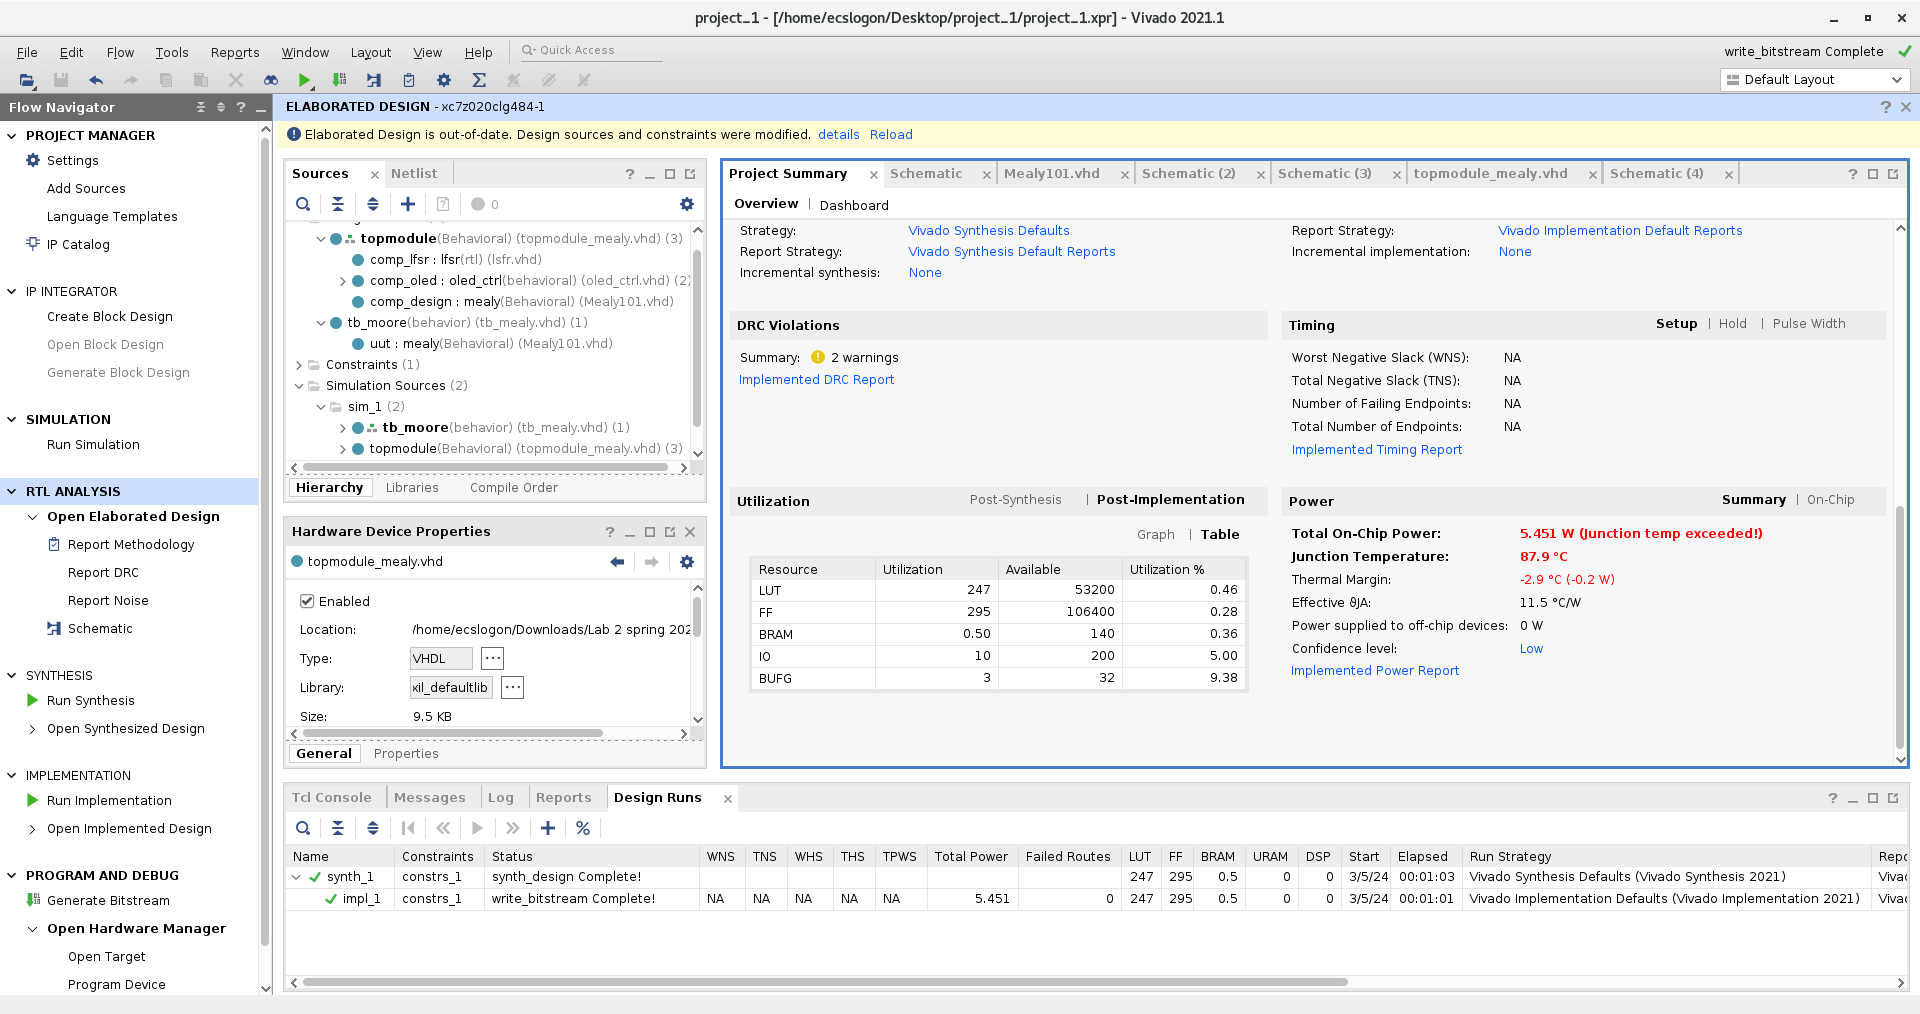 project_1 - [/home/ecslogon/Desktop/project_1/project_1.xpr] - Vivado 2021.1
File Edit Flow Tools Reports Window Layout View Help Quick Access
write_bitstream Complete
Default Layout
Flow Navigator
PROJECT MANAGER
Settings
Add Sources
Language Templates
IP Catalog
IP INTEGRATOR
Create Block Design
Open Block Design
Generate Block Design
SIMULATION
Run Simulation
RTL ANALYSIS
Open Elaborated Design
Report Methodology
Report DRC
Report Noise
Schematic
SYNTHESIS
Run Synthesis
Open Synthesized Design
IMPLEMENTATION
Run Implementation
Open Implemented Design
PROGRAM AND DEBUG
Generate Bitstream
Open Hardware Manager
Open Target
Program Device
ELABORATED DESIGN - xc7z020clg484-1
Elaborated Design is out-of-date. Design sources and constraints were modified. details Reload
Sources Netlist
0
topmodule(Behavioral) (topmodule_mealy.vhd) (3)
comp_lfsr : lfsr(rtl) (lsfr.vhd)
comp_oled : oled_ctrl(behavioral) (oled_ctrl.vhd) (2)
comp_design : mealy(Behavioral) (Mealy101.vhd)
tb_moore(behavior) (tb_mealy.vhd) (1)
uut : mealy(Behavioral) (Mealy101.vhd)
Constraints (1)
Simulation Sources (2)
sim_1 (2)
tb_moore(behavior) (tb_mealy.vhd) (1)
topmodule(Behavioral) (topmodule_mealy.vhd) (3)
Hierarchy Libraries Compile Order
Hardware Device Properties
topmodule_mealy.vhd
Enabled
Location: /home/ecslogon/Downloads/Lab 2 spring 202
Type: VHDL
Library: xil_defaultlib
Size: 9.5 KB
General Properties
Project Summary Schematic Mealy101.vhd Schematic (2) Schematic (3) topmodule_mealy.vhd Schematic (4)
Overview | Dashboard
Strategy: Vivado Synthesis Defaults
Report Strategy: Vivado Synthesis Default Reports
Incremental synthesis: None
Report Strategy: Vivado Implementation Default Reports
Incremental implementation: None
DRC Violations
Summary: 2 warnings
Implemented DRC Report
Timing Setup | Hold | Pulse Width
Worst Negative Slack (WNS): NA
Total Negative Slack (TNS): NA
Number of Failing Endpoints: NA
Total Number of Endpoints: NA
Implemented Timing Report
Utilization Post-Synthesis | Post-Implementation
Graph | Table
Resource Utilization Available Utilization %
LUT 247 53200 0.46
FF 295 106400 0.28
BRAM 0.50 140 0.36
IO 10 200 5.00
BUFG 3 32 9.38
Power Summary | On-Chip
Total On-Chip Power: 5.451 W (Junction temp exceeded!)
Junction Temperature: 87.9 °C
Thermal Margin: -2.9 °C (-0.2 W)
Effective ϑJA: 11.5 °C/W
Power supplied to off-chip devices: 0 W
Confidence level: Low
Implemented Power Report
Tcl Console Messages Log Reports Design Runs
Name Constraints Status WNS TNS WHS THS TPWS Total Power Failed Routes LUT FF BRAM URAM DSP Start Elapsed Run Strategy Repo
synth_1 constrs_1 synth_design Complete! 247 295 0.5 0 0 3/5/24 00:01:03 Vivado Synthesis Defaults (Vivado Synthesis 2021) Vivad
impl_1 constrs_1 write_bitstream Complete! NA NA NA NA NA 5.451 0 247 295 0.5 0 0 3/5/24 00:01:01 Vivado Implementation Defaults (Vivado Implementation 2021) Vivad